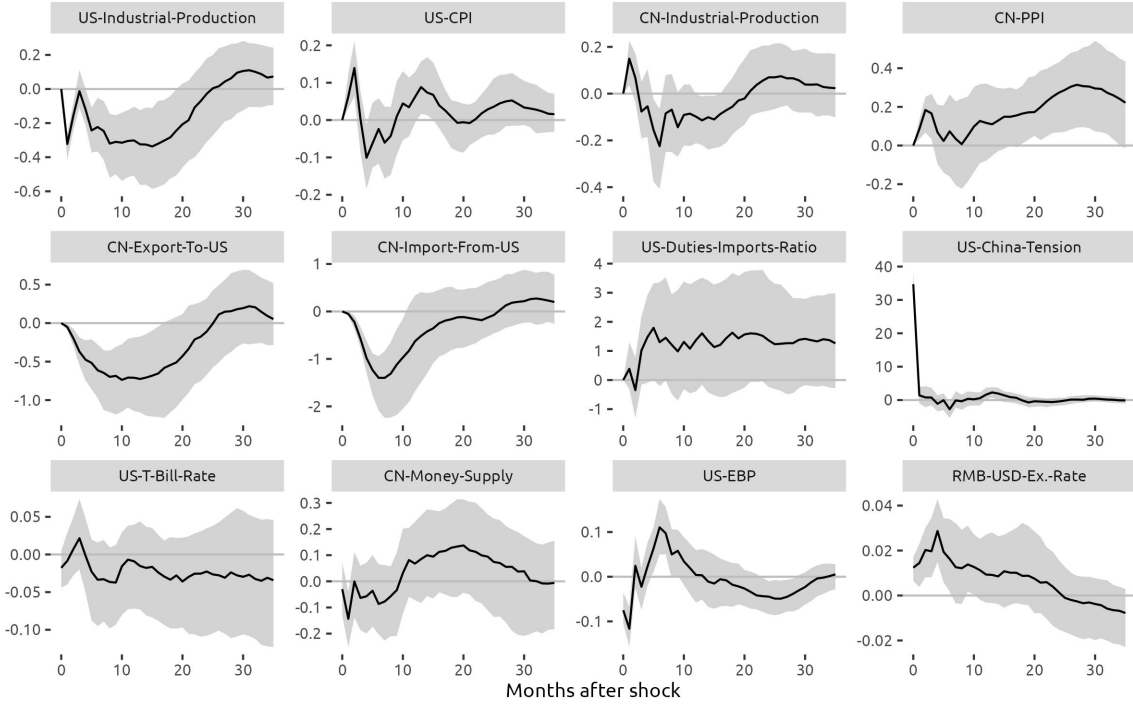 US-Industrial-Production
US-CPI
CN-Industrial-Production
CN-PPI
0.2
0.0
-0.2
-0.4
-0.6
0 10 20 30
0.2
0.1
0.0
-0.1
-0.2
0 10 20 30
0.2
0.0
-0.2
-0.4
0 10 20 30
0.4
0.2
0.0
-0.2
0 10 20 30
CN-Export-To-US
CN-Import-From-US
US-Duties-Imports-Ratio
US-China-Tension
0.5
0.0
-0.5
-1.0
0 10 20 30
1
0
-1
-2
0 10 20 30
4
3
2
1
0
-1
0 10 20 30
40
30
20
10
0
0 10 20 30
US-T-Bill-Rate
CN-Money-Supply
US-EBP
RMB-USD-Ex.-Rate
0.05
0.00
-0.05
-0.10
0 10 20 30
0.3
0.2
0.1
0.0
-0.1
-0.2
0 10 20 30
0.1
0.0
-0.1
0 10 20 30
0.04
0.02
0.00
-0.02
0 10 20 30
Months after shock